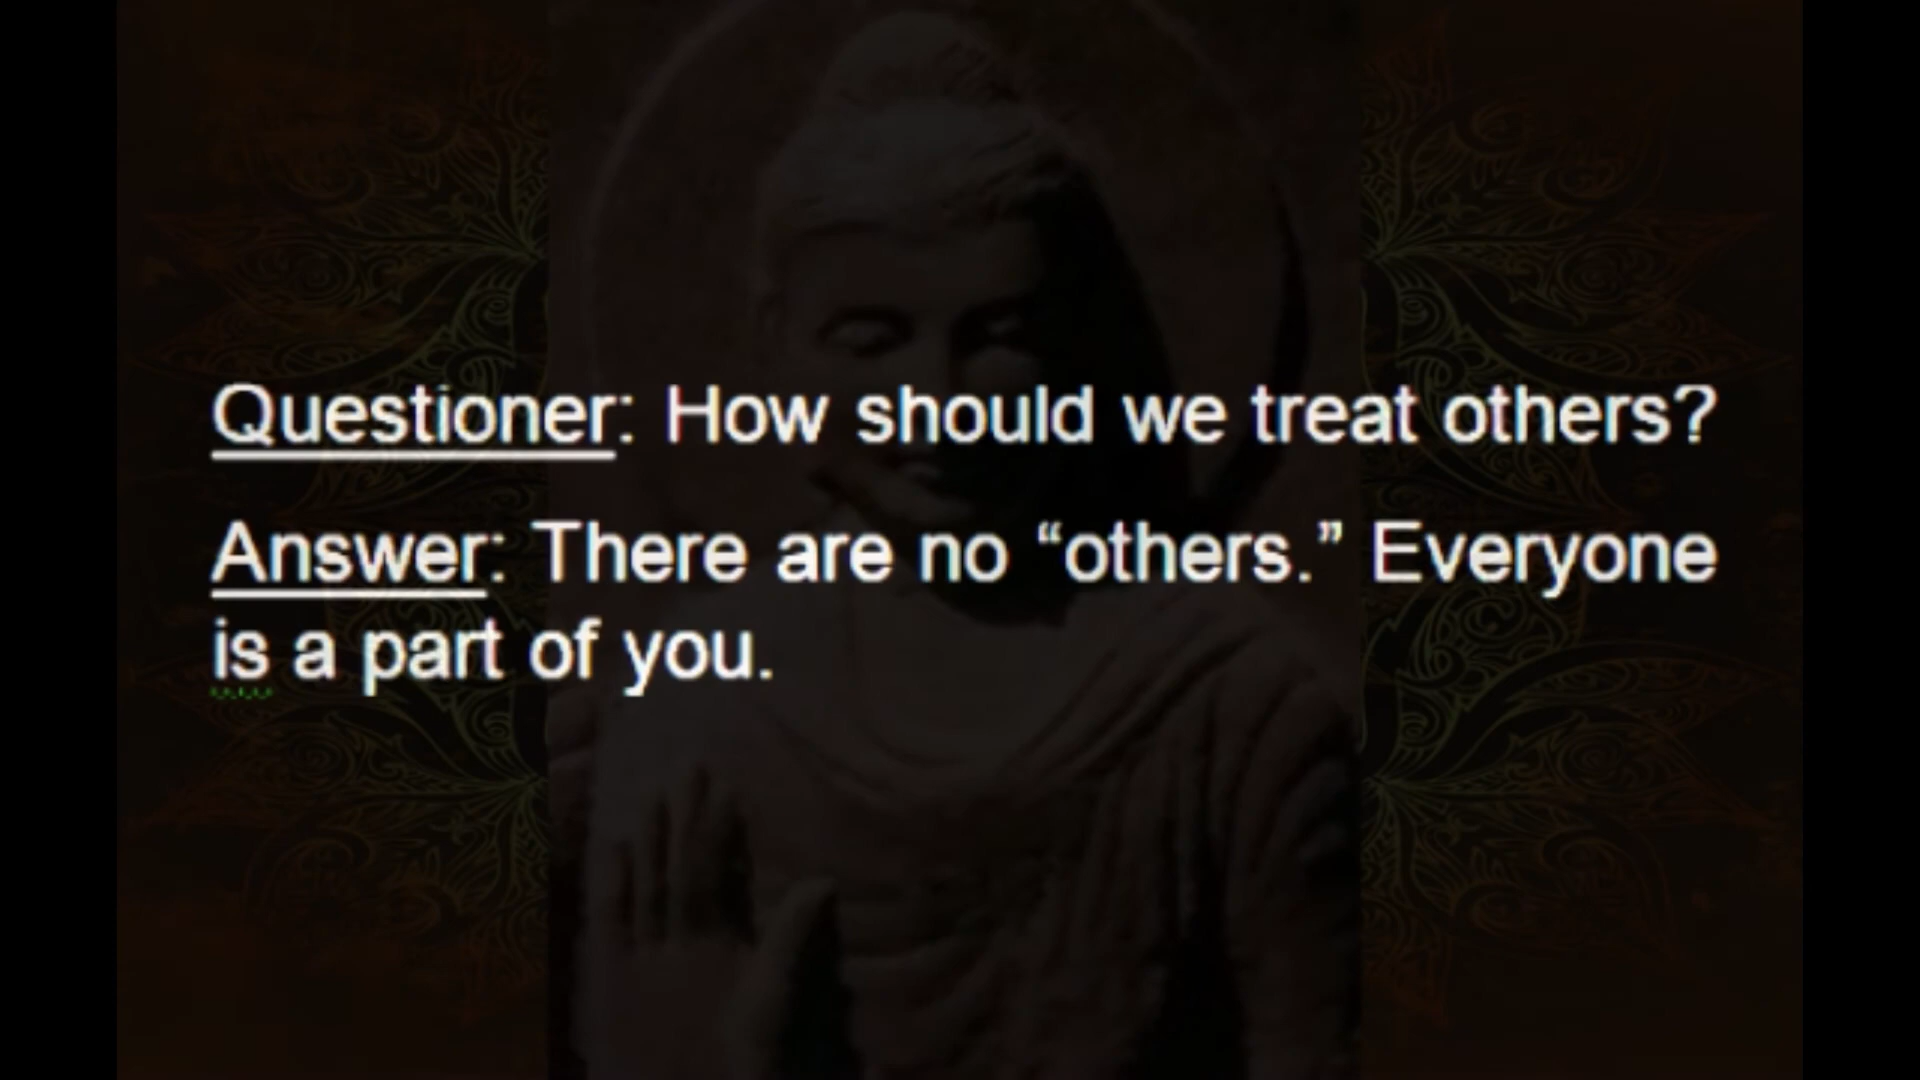 Questioner: How should we treat others?
Answer: There are no “others.” Everyone
is a part of you.